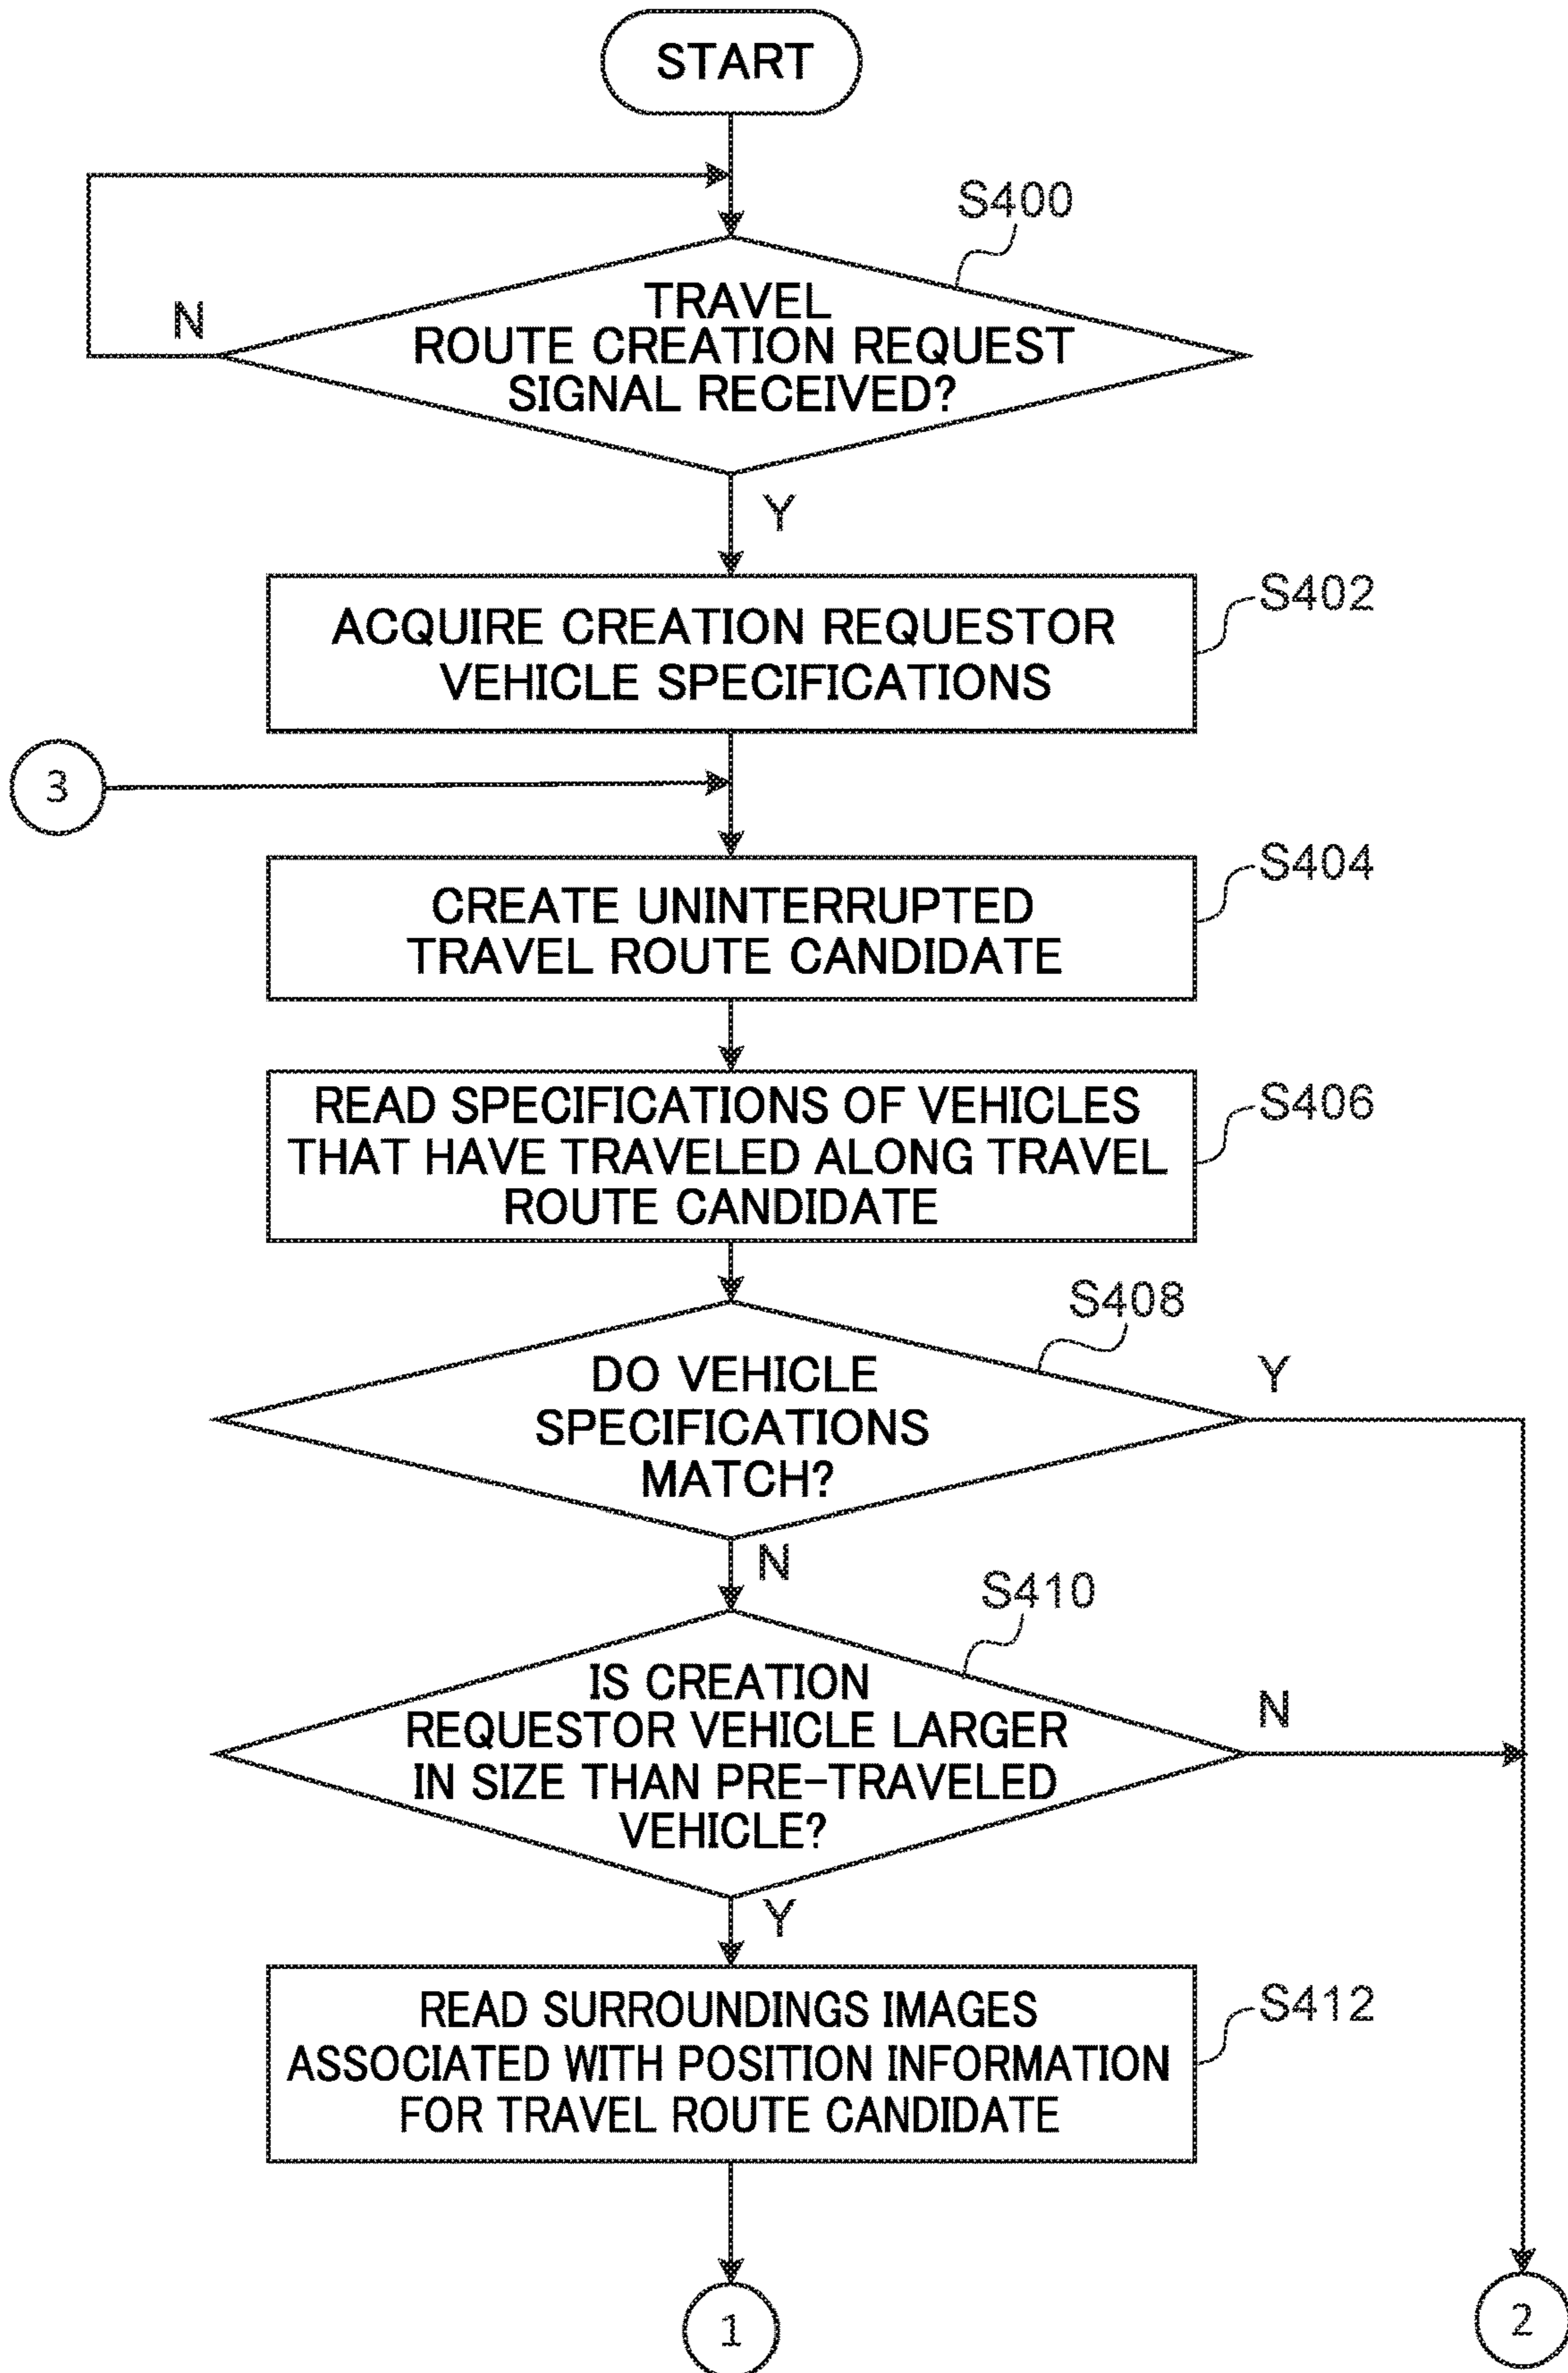 START
S400
N
TRAVEL
ROUTE CREATION REQUEST
SIGNAL RECEIVED?
Y
S402
ACQUIRE CREATION REQUESTOR
VEHICLE SPECIFICATIONS
3
S404
CREATE UNINTERRUPTED
TRAVEL ROUTE CANDIDATE
S406
READ SPECIFICATIONS OF VEHICLES
THAT HAVE TRAVELED ALONG TRAVEL
ROUTE CANDIDATE
S408
DO VEHICLE
SPECIFICATIONS
MATCH?
Y
N
S410
IS CREATION
REQUESTOR VEHICLE LARGER
IN SIZE THAN PRE-TRAVELED
VEHICLE?
N
Y
S412
READ SURROUNDINGS IMAGES
ASSOCIATED WITH POSITION INFORMATION
FOR TRAVEL ROUTE CANDIDATE
1
2